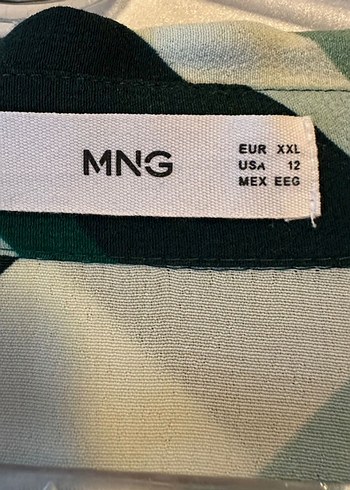 MNG
EUR XXL
USA 12
MEX EEG